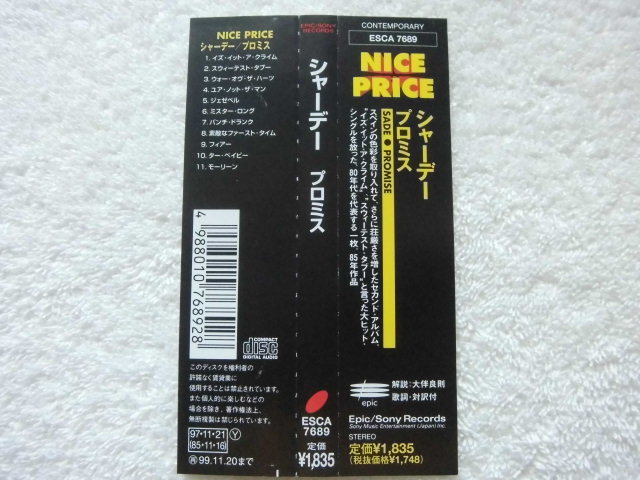 NICE PRICE
シャーデー／プロミス
1. イズ・イット・ア・クライム
2. スウィーテスト・タブー
3. ウォー・オヴ・ザ・ハーツ
4. ユア・ノット・ザ・マン
5. ジェゼベル
6. ミスター・ロング
7. パンチ・ドランク
8. 素敵なファースト・タイム
9. フィアー
10. ター・ベイビー
11. モーリーン
4 988010 768928
COMPACT
disc
DIGITAL AUDIO
このディスクを権利者の
許諾なく賃貸業に
使用することは禁止されています。
また個人的に楽しむなどの
場合を除き、著作権法上、
無断複製は禁じられています。
97・11・21 Y
(85・11・16)
再 99.11.20まで
EPIC/SONY
RECORDS
シャーデー プロミス
ESCA
7689
定価
¥1,835
CONTEMPORARY
ESCA 7689
NICE
PRICE
シャーデー
プロミス
SADE ● PROMISE
スペインの色彩を取り入れて、さらに荘厳さを増したセカンド・アルバム。
“イズ・イット・ア・クライム”、“スウィーテスト・タブー”と言った大ヒット・
シングルを放った、80年代を代表する一枚。85年作品
epic
解説：大伴良則
歌詞・対訳付
Epic/Sony Records
Sony Music Entertainment (Japan) Inc.
STEREO
定価¥1,835
(税抜価格¥1,748)